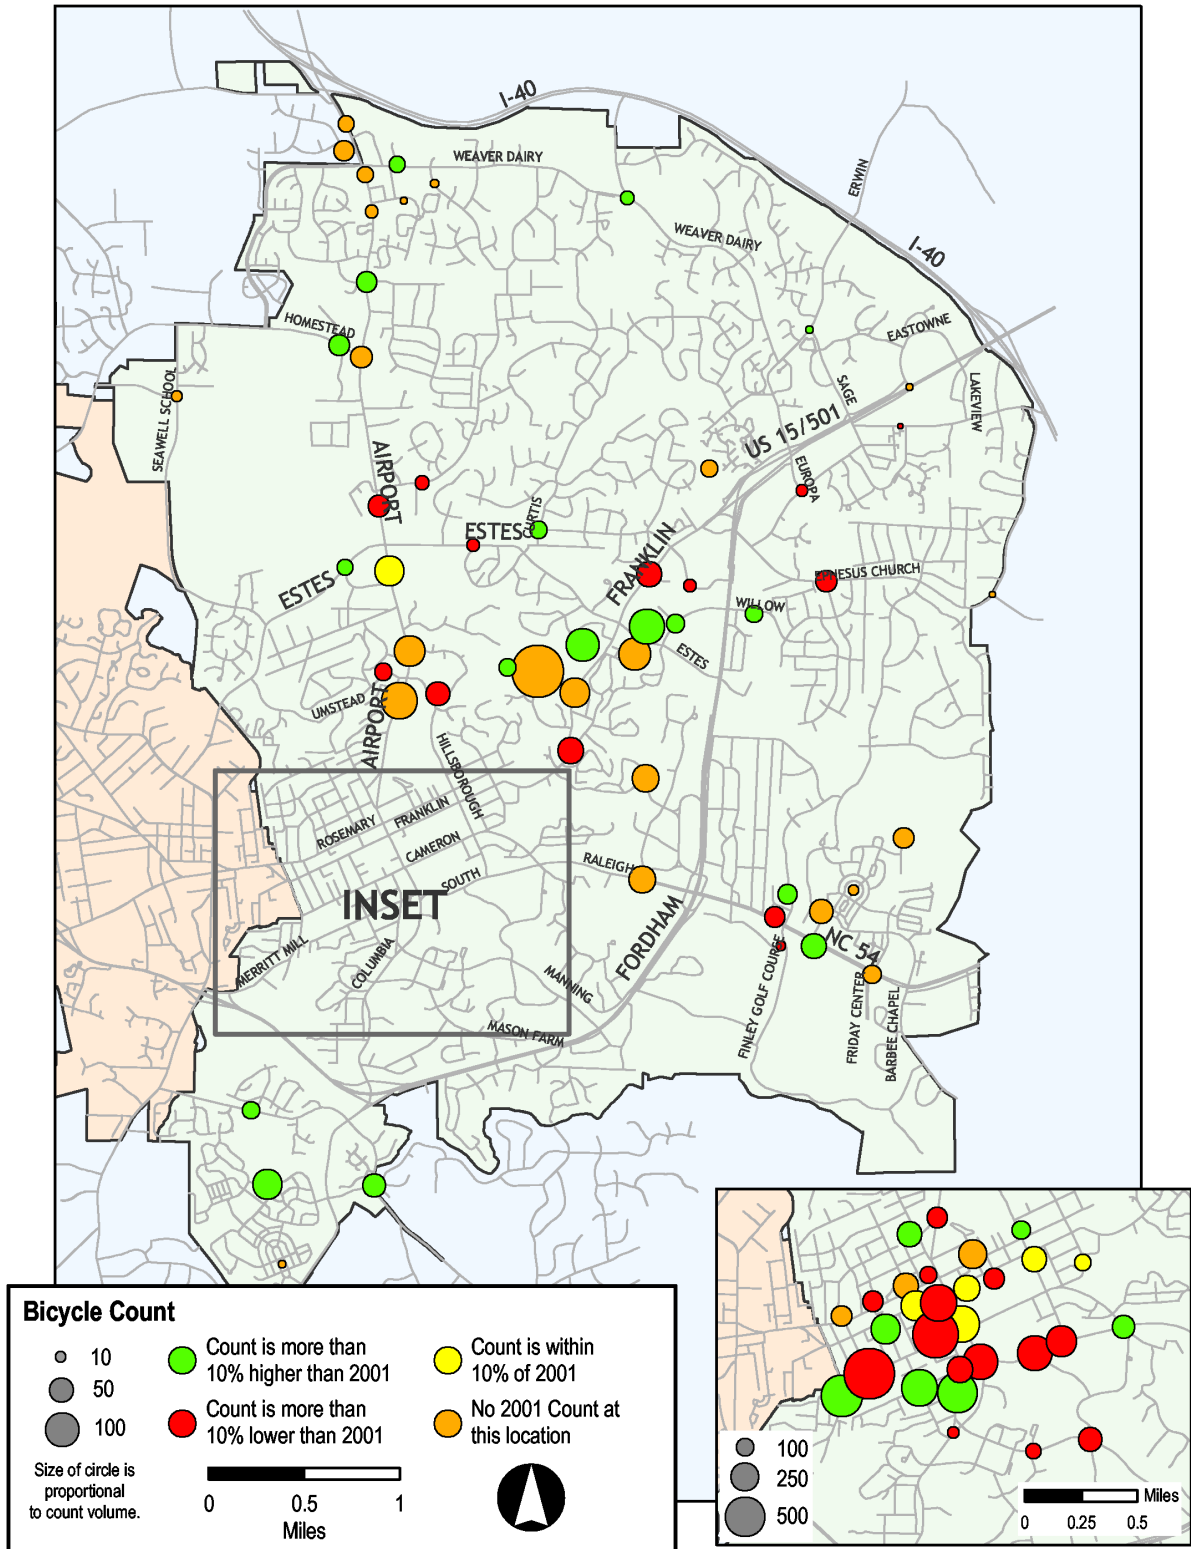 I-40
WEAVER DAIRY
ERWIN
WEAVER DAIRY
I-40
HOMESTEAD
EASTOWNE
SEAWELL SCHOOL
SAGE
LAKEVIEW
US 15/501
AIRPORT
EUROPA
CURTIS
ESTES
FRANKLIN
EPHESUS CHURCH
ESTES
WILLOW
ESTES
UMSTEAD
AIRPORT
HILLSBOROUGH
ROSEMARY
FRANKLIN
CAMERON
RALEIGH
SOUTH
INSET
MERRITT MILL
COLUMBIA
MANNING
FORDHAM
NC 54
MASON FARM
FINLEY GOLF COURSE
FRIDAY CENTER
BARBEE CHAPEL
Bicycle Count
10
50
100
Size of circle is
proportional
to count volume.
Count is more than
10% higher than 2001
Count is more than
10% lower than 2001
Count is within
10% of 2001
No 2001 Count at
this location
0 0.5 1
Miles
100
250
500
Miles
0 0.25 0.5